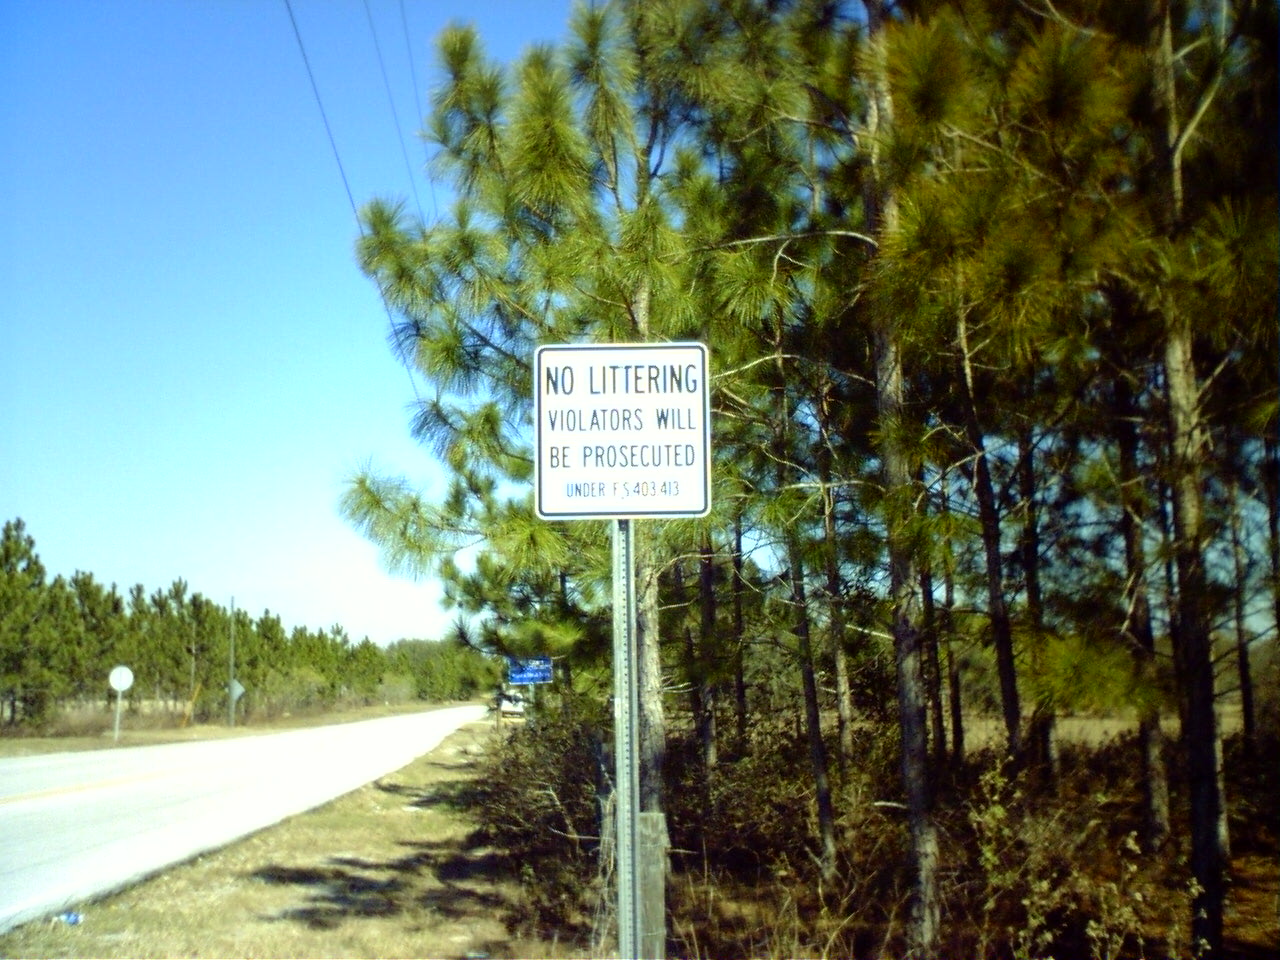 NO LITTERING
VIOLATORS WILL
BE PROSECUTED
UNDER F.S 403.413